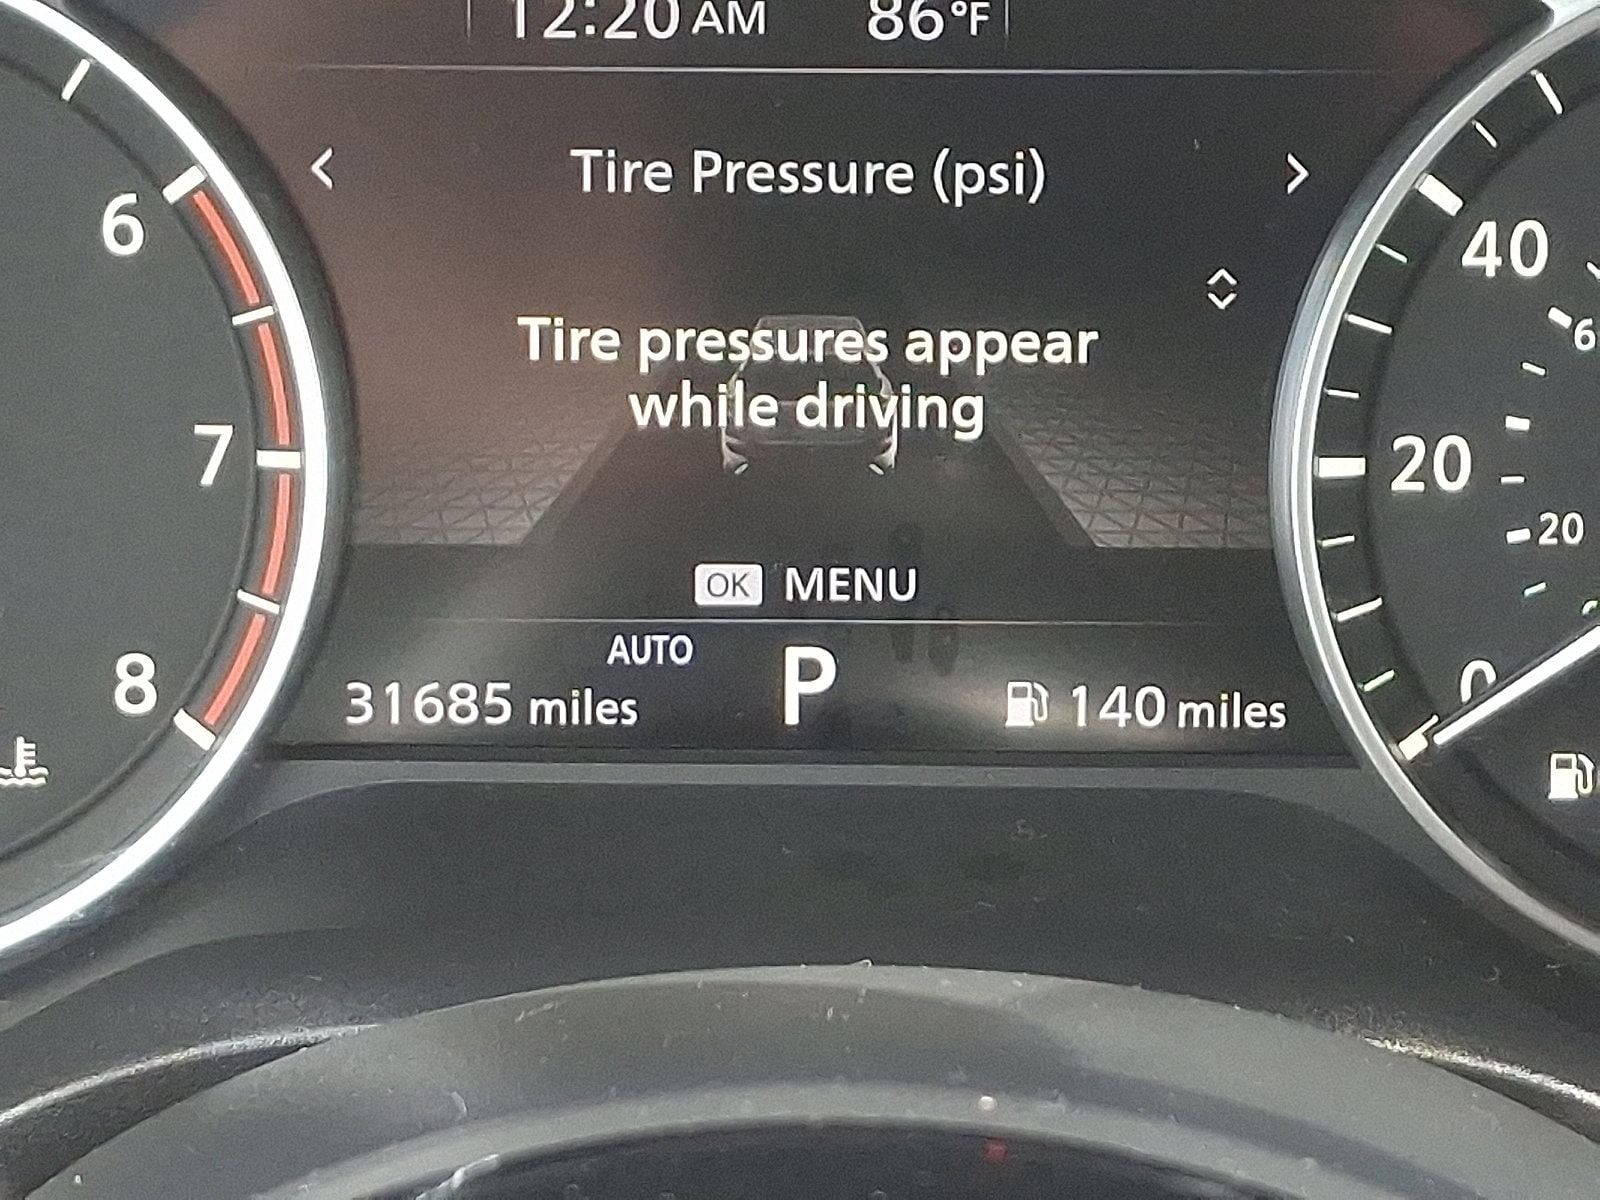 12:20 AM 86°F
Tire Pressure (psi)
Tire pressures appear
while driving
OK MENU
AUTO
31685 miles P 140 miles
6
7
8
40
20
0
20